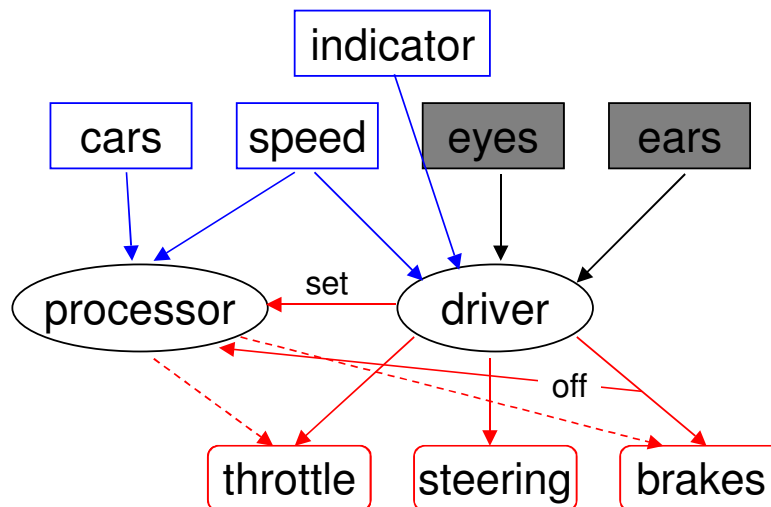 indicator
cars
speed
eyes
ears
set
processor
driver
off
throttle
steering
brakes